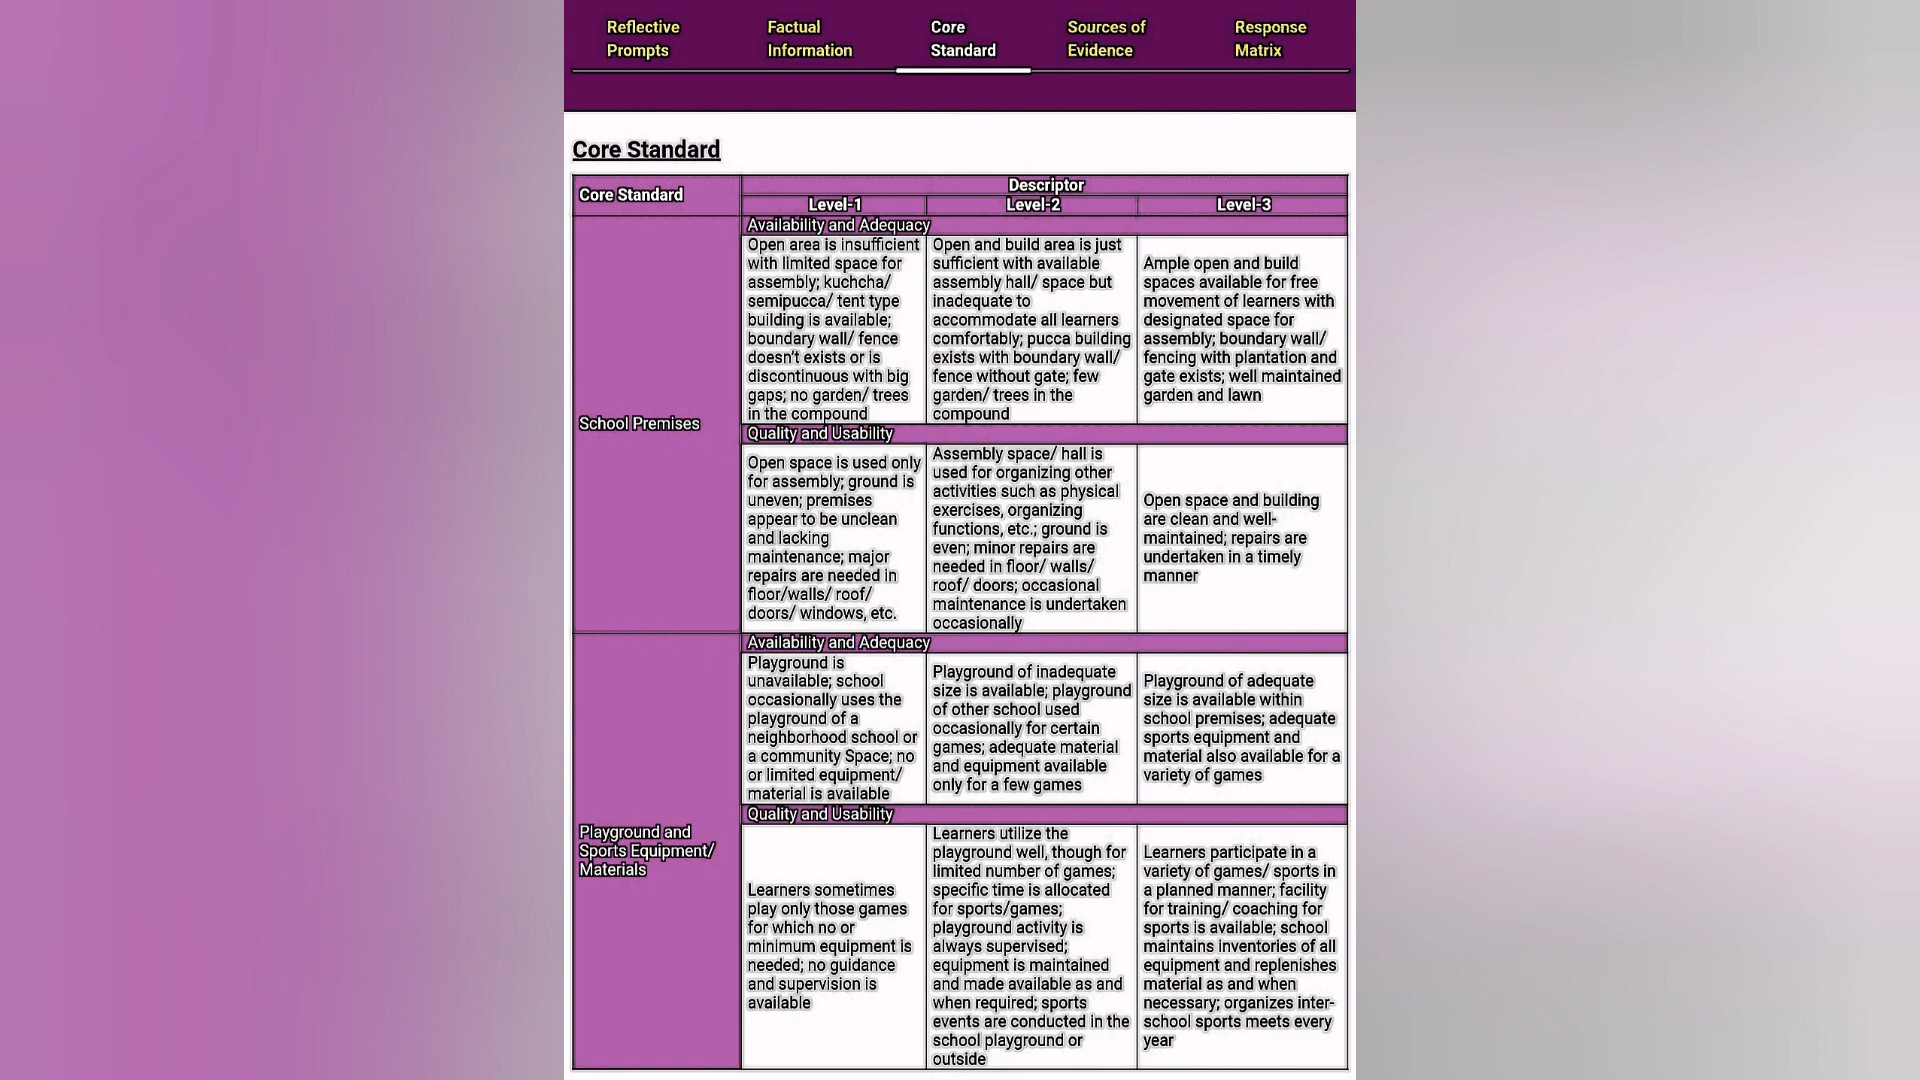 Reflective Prompts
Factual Information
Core Standard
Sources of Evidence
Response Matrix
Core Standard
Core Standard
Descriptor
Level-1
Level-2
Level-3
School Premises
Availability and Adequacy
Open area is insufficient
with limited space for
assembly; kuchcha/
semipucca/ tent type
building is available;
boundary wall/ fence
doesn't exists or is
discontinuous with big
gaps; no garden/ trees
in the compound
Open and build area is just
sufficient with available
assembly hall/ space but
inadequate to
accommodate all learners
comfortably; pucca building
exists with boundary wall/
fence without gate; few
garden/ trees in the
compound
Ample open and build
spaces available for free
movement of learners with
designated space for
assembly; boundary wall/
fencing with plantation and
gate exists; well maintained
garden and lawn
Quality and Usability
Open space is used only
for assembly; ground is
uneven; premises
appear to be unclean
and lacking
maintenance; major
repairs are needed in
floor/walls/ roof/
doors/ windows, etc.
Assembly space/ hall is
used for organizing other
activities such as physical
exercises, organizing
functions, etc.; ground is
even; minor repairs are
needed in floor/ walls/
roof/ doors; occasional
maintenance is undertaken
occasionally
Open space and building
are clean and well-
maintained; repairs are
undertaken in a timely
manner
Playground and
Sports Equipment/
Materials
Availability and Adequacy
Playground is
unavailable; school
occasionally uses the
playground of a
neighborhood school or
a community Space; no
or limited equipment/
material is available
Playground of inadequate
size is available; playground
of other school used
occasionally for certain
games; adequate material
and equipment available
only for a few games
Playground of adequate
size is available within
school premises; adequate
sports equipment and
material also available for a
variety of games
Quality and Usability
Learners sometimes
play only those games
for which no or
minimum equipment is
needed; no guidance
and supervision is
available
Learners utilize the
playground well, though for
limited number of games;
specific time is allocated
for sports/games;
playground activity is
always supervised;
equipment is maintained
and made available as and
when required; sports
events are conducted in the
school playground or
outside
Learners participate in a
variety of games/ sports in
a planned manner; facility
for training/ coaching for
sports is available; school
maintains inventories of all
equipment and replenishes
material as and when
necessary; organizes inter-
school sports meets every
year